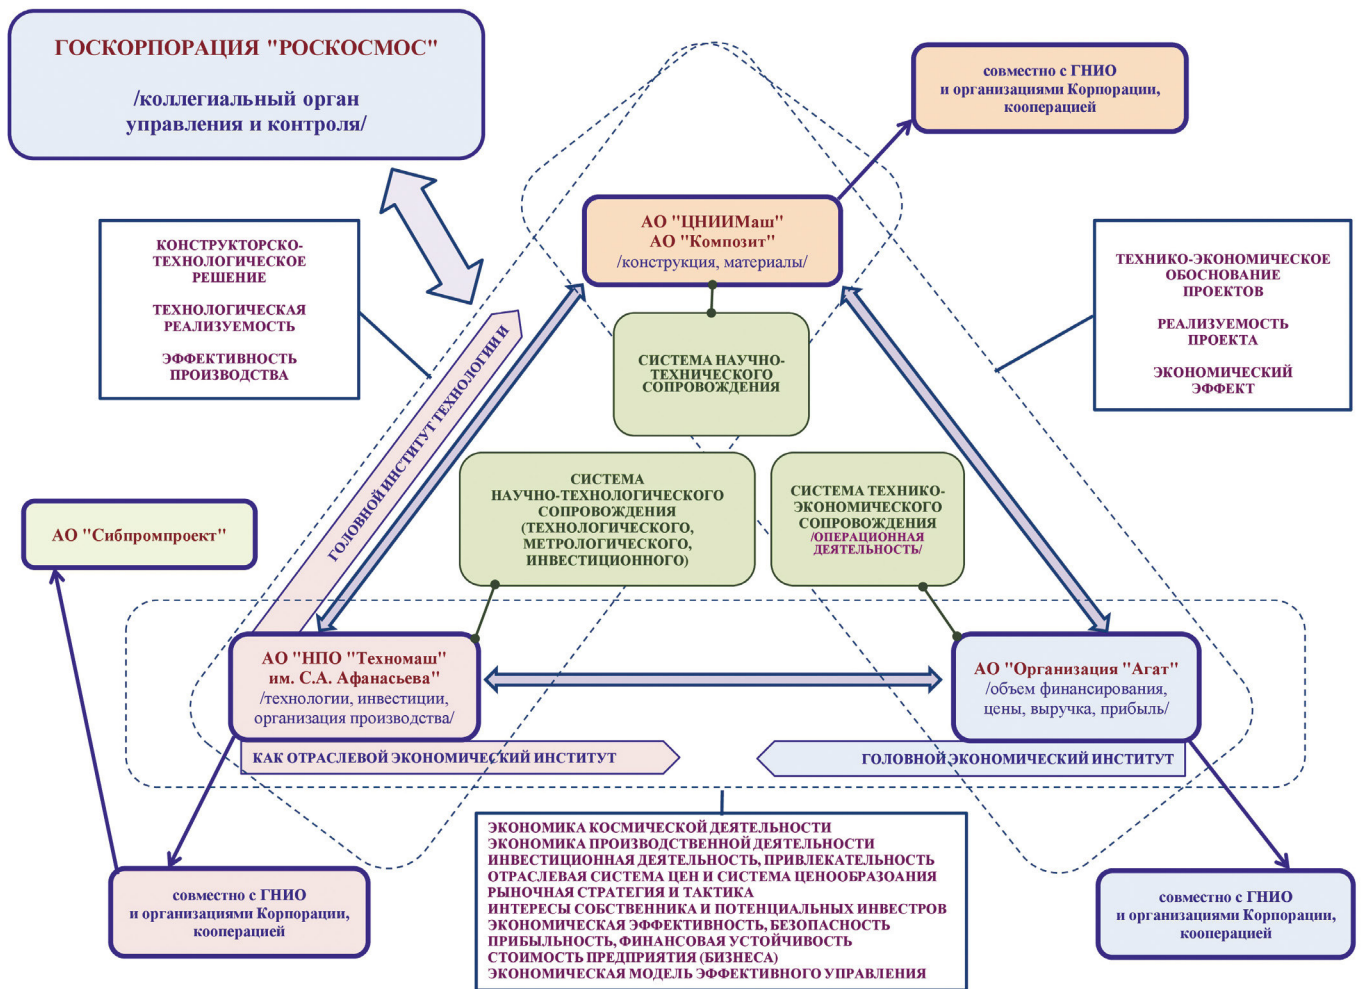 ГОСКОРПОРАЦИЯ "РОСКОСМОС"
/коллегиальный орган
управления и контроля/
совместно с ГНИО
и организациями Корпорации,
кооперацией
АО "ЦНИИМаш"
АО "Композит"
/конструкция, материалы/
КОНСТРУКТОРСКО-
ТЕХНОЛОГИЧЕСКОЕ
РЕШЕНИЕ
ТЕХНОЛОГИЧЕСКАЯ
РЕАЛИЗУЕМОСТЬ
ЭФФЕКТИВНОСТЬ
ПРОИЗВОДСТВА
ТЕХНИКО-ЭКОНОМИЧЕСКОЕ
ОБОСНОВАНИЕ
ПРОЕКТОВ
РЕАЛИЗУЕМОСТЬ
ПРОЕКТА
ЭКОНОМИЧЕСКИЙ
ЭФФЕКТ
СИСТЕМА НАУЧНО-
ТЕХНИЧЕСКОГО
СОПРОВОЖДЕНИЯ
ГОЛОВНОЙ ИНСТИТУТ ТЕХНОЛОГИИ И
СИСТЕМА
НАУЧНО-ТЕХНОЛОГИЧЕСКОГО
СОПРОВОЖДЕНИЯ
(ТЕХНОЛОГИЧЕСКОГО,
МЕТРОЛОГИЧЕСКОГО,
ИНВЕСТИЦИОННОГО)
СИСТЕМА ТЕХНИКО-
ЭКОНОМИЧЕСКОГО
СОПРОВОЖДЕНИЯ
/ОПЕРАЦИОННАЯ
ДЕЯТЕЛЬНОСТЬ/
АО "Сибпромпроект"
АО "НПО "Техномаш"
им. С.А. Афанасьева"
/технологии, инвестиции,
организация производства/
АО "Организация "Агат"
/объем финансирования,
цены, выручка, прибыль/
КАК ОТРАСЛЕВОЙ ЭКОНОМИЧЕСКИЙ ИНСТИТУТ
ГОЛОВНОЙ ЭКОНОМИЧЕСКИЙ ИНСТИТУТ
ЭКОНОМИКА КОСМИЧЕСКОЙ ДЕЯТЕЛЬНОСТИ
ЭКОНОМИКА ПРОИЗВОДСТВЕННОЙ ДЕЯТЕЛЬНОСТИ
ИНВЕСТИЦИОННАЯ ДЕЯТЕЛЬНОСТЬ, ПРИВЛЕКАТЕЛЬНОСТЬ
ОТРАСЛЕВАЯ СИСТЕМА ЦЕН И СИСТЕМА ЦЕНООБРАЗОАНИЯ
РЫНОЧНАЯ СТРАТЕГИЯ И ТАКТИКА
ИНТЕРЕСЫ СОБСТВЕННИКА И ПОТЕНЦИАЛЬНЫХ ИНВЕСТРОВ
ЭКОНОМИЧЕСКАЯ ЭФФЕКТИВНОСТЬ, БЕЗОПАСНОСТЬ
ПРИБЫЛЬНОСТЬ, ФИНАНСОВАЯ УСТОЙЧИВОСТЬ
СТОИМОСТЬ ПРЕДПРИЯТИЯ (БИЗНЕСА)
ЭКОНОМИЧЕСКАЯ МОДЕЛЬ ЭФФЕКТИВНОГО УПРАВЛЕНИЯ
совместно с ГНИО
и организациями Корпорации,
кооперацией
совместно с ГНИО
и организациями Корпорации,
кооперацией